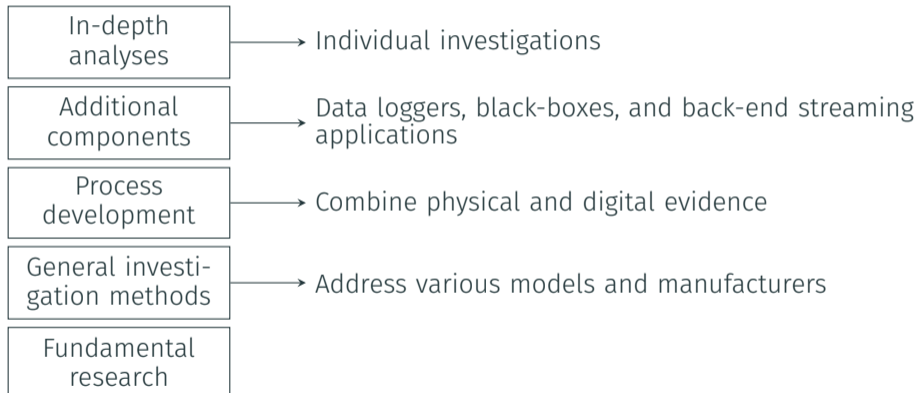 In-depth
analyses
Individual investigations
Additional
components
Data loggers, black-boxes, and back-end streaming
applications
Process
development
Combine physical and digital evidence
General investi-
gation methods
Address various models and manufacturers
Fundamental
research